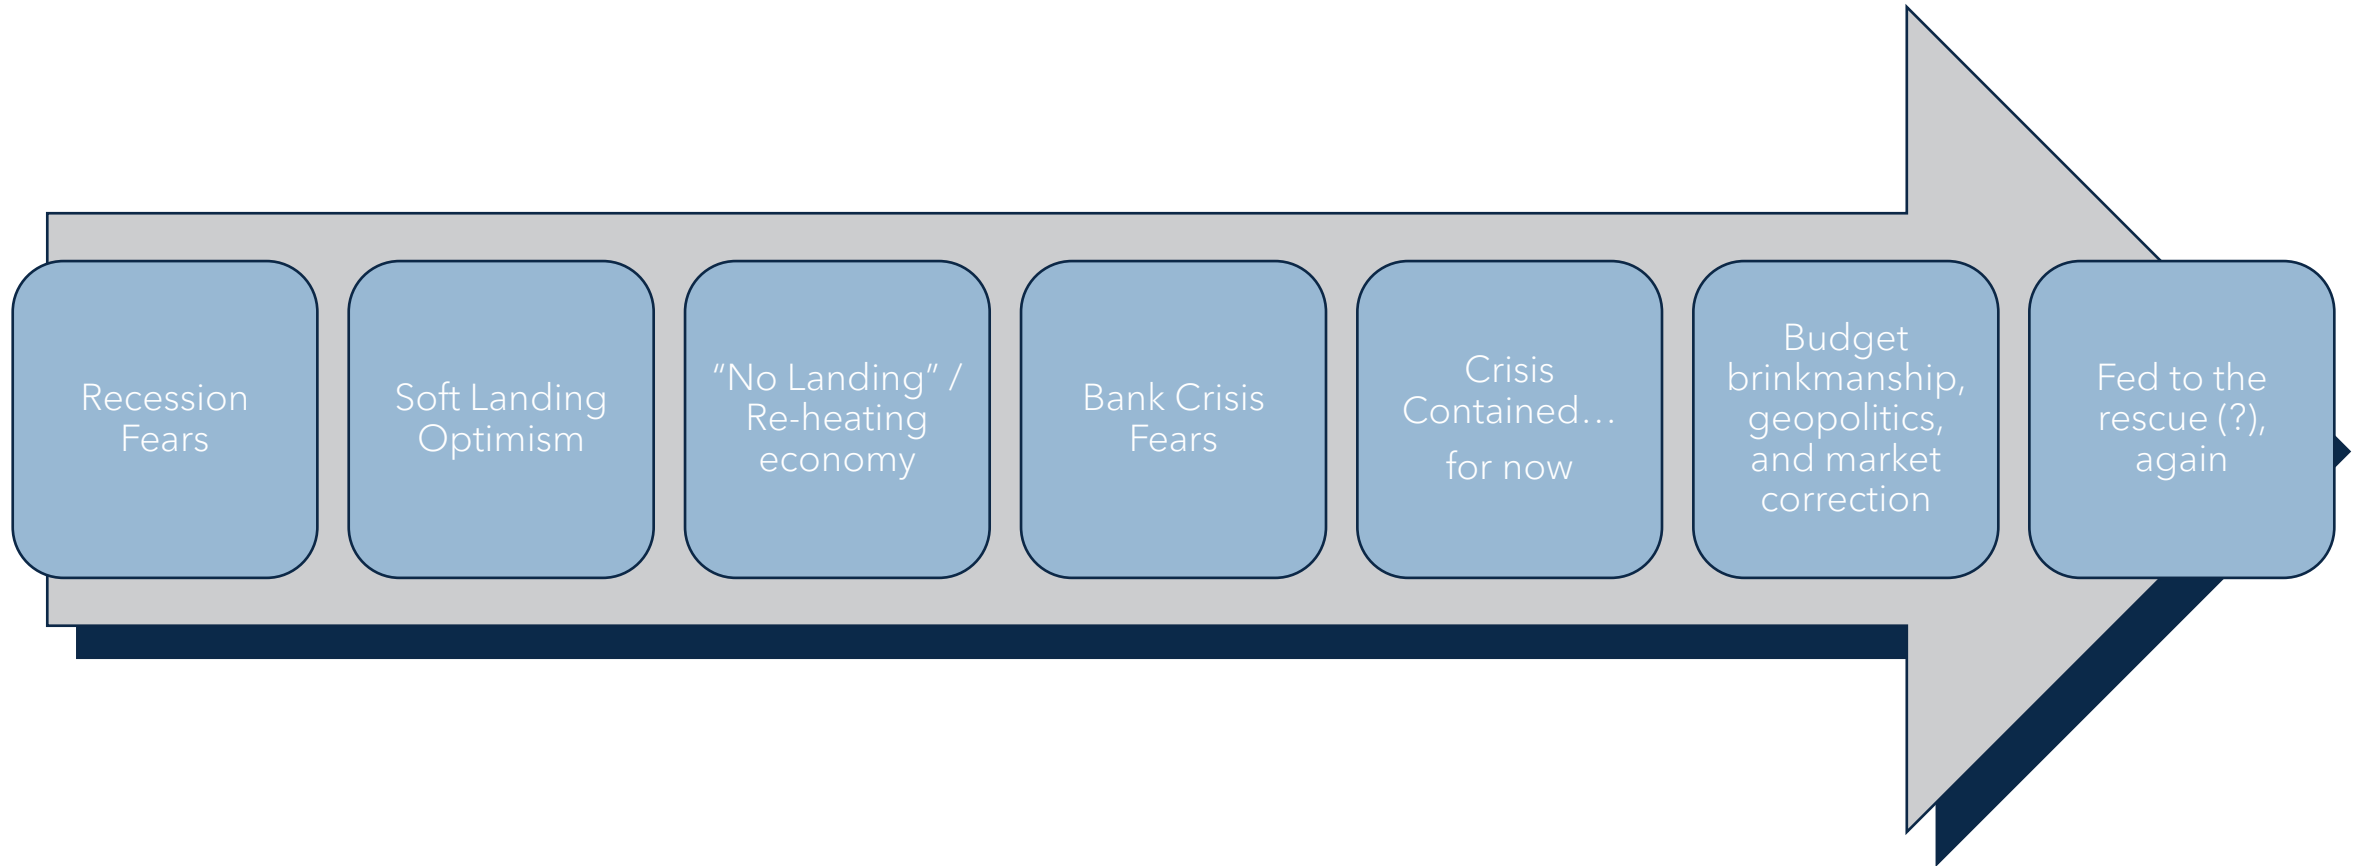 Recession
Fears
Soft Landing
Optimism
“No Landing” /
Re-heating
economy
Bank Crisis
Fears
Crisis
Contained…
for now
Budget
brinkmanship,
geopolitics,
and market
correction
Fed to the
rescue (?),
again